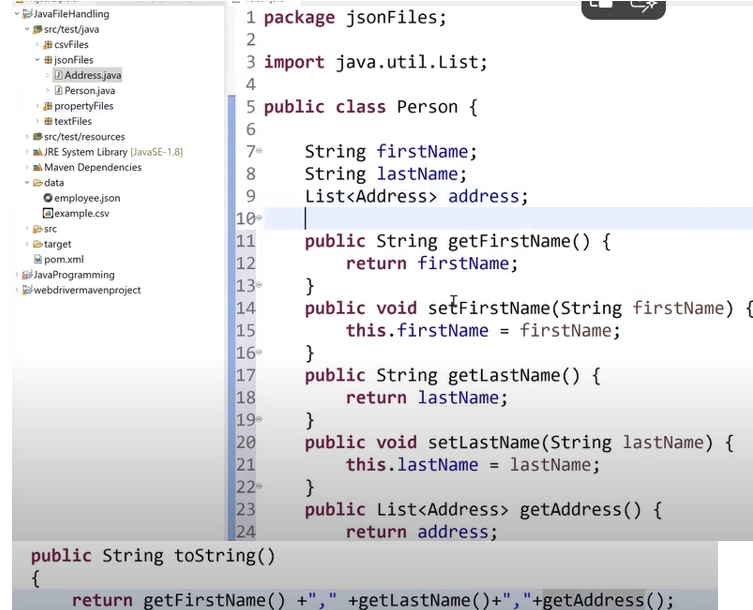 JavaFileHandling
src/test/java
csvFiles
jsonFiles
Address.java
Person.java
propertyFiles
textFiles
src/test/resources
JRE System Library [JavaSE-1.8]
Maven Dependencies
data
employee.json
example.csv
src
target
pom.xml
JavaProgramming
webdrivermavenproject
1 package jsonFiles;
2
3 import java.util.List;
4
5 public class Person {
6
7 String firstName;
8 String lastName;
9 List<Address> address;
10
11 public String getFirstName() {
12 return firstName;
13 }
14 public void setFirstName(String firstName) {
15 this.firstName = firstName;
16 }
17 public String getLastName() {
18 return lastName;
19 }
20 public void setLastName(String lastName) {
21 this.lastName = lastName;
22 }
23 public List<Address> getAddress() {
24 return address;
public String toString()
{
return getFirstName() +"," +getLastName()+","+getAddress();